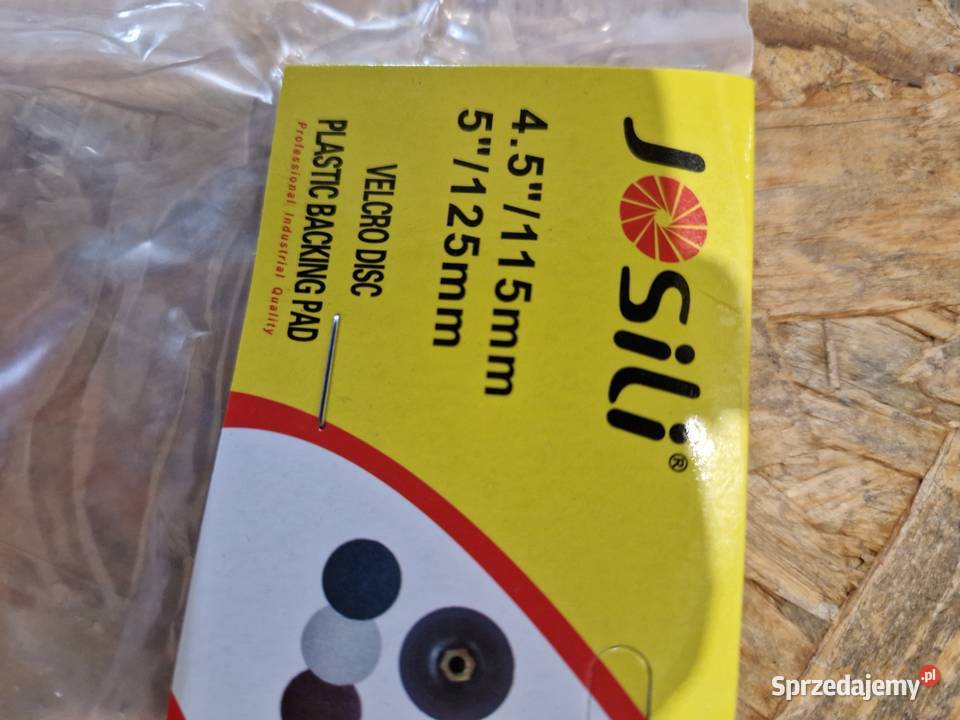 JOSiLi®
4.5"/115mm
5"/125mm
VELCRO DISC
PLASTIC BACKING PAD
Professional Industrial Quality
Sprzedajemy.pl